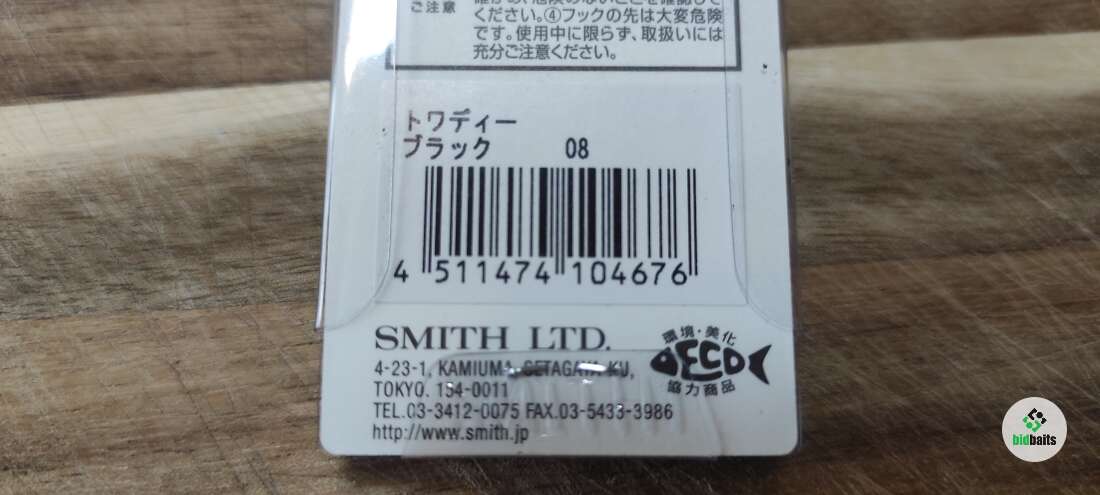 ご注意
ください。④フックの先は大変危険
です。使用中に限らず、取扱いには
充分ご注意ください。
トワディー
ブラック 08
4 511474 104676
SMITH LTD.
4-23-1, KAMIUMA, SETAGAYA-KU,
TOKYO. 154-0011
TEL.03-3412-0075 FAX.03-5433-3986
http://www.smith.jp
環境・美化
ECO
協力商品
bidbaits